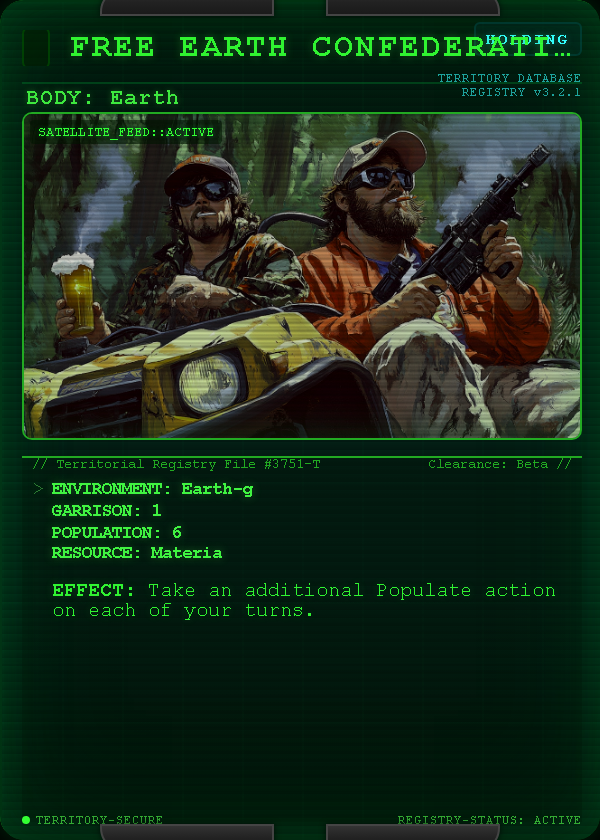 FREE EARTH CONFEDERATI…
HOLDING
TERRITORY DATABASE
REGISTRY v3.2.1
BODY: Earth
SATELLITE_FEED::ACTIVE
// Territorial Registry File #3751-T
Clearance: Beta //
> ENVIRONMENT: Earth-g
GARRISON: 1
POPULATION: 6
RESOURCE: Materia
EFFECT: Take an additional Populate action
on each of your turns.
TERRITORY-SECURE
REGISTRY-STATUS: ACTIVE